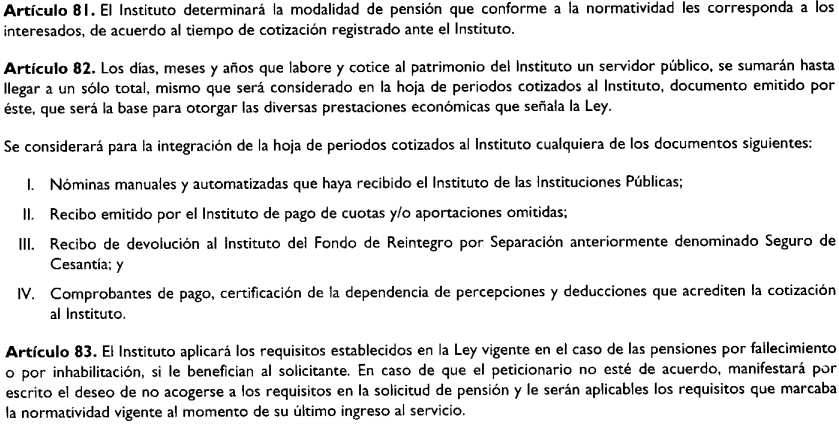 Artículo 81. El Instituto determinará la modalidad de pensión que conforme a la normatividad les corresponda a los
interesados, de acuerdo al tiempo de cotización registrado ante el Instituto.
Artículo 82. Los días, meses y años que labore y cotice al patrimonio del Instituto un servidor público, se sumarán hasta
llegar a un sólo total, mismo que será considerado en la hoja de periodos cotizados al Instituto, documento emitido por
éste, que será la base para otorgar las diversas prestaciones económicas que señala la Ley.
Se considerará para la integración de la hoja de periodos cotizados al Instituto cualquiera de los documentos siguientes:
I. Nóminas manuales y automatizadas que haya recibido el Instituto de las Instituciones Públicas;
II. Recibo emitido por el Instituto de pago de cuotas y/o aportaciones omitidas;
III. Recibo de devolución al Instituto del Fondo de Reintegro por Separación anteriormente denominado Seguro de
Cesantía; y
IV. Comprobantes de pago, certificación de la dependencia de percepciones y deducciones que acrediten la cotización
al Instituto.
Artículo 83. El Instituto aplicará los requisitos establecidos en la Ley vigente en el caso de las pensiones por fallecimiento
o por inhabilitación, si le benefician al solicitante. En caso de que el peticionario no esté de acuerdo, manifestará por
escrito el deseo de no acogerse a los requisitos en la solicitud de pensión y le serán aplicables los requisitos que marcaba
la normatividad vigente al momento de su último ingreso al servicio.